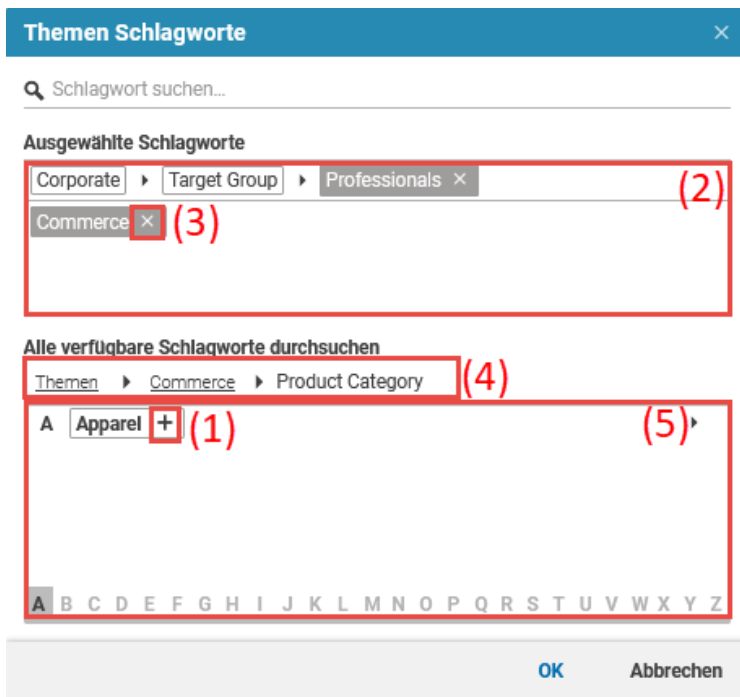 Themen Schlagworte ×
Schlagwort suchen...
Ausgewählte Schlagworte
Corporate Target Group Professionals × (2)
Commerce × (3)
Alle verfügbare Schlagworte durchsuchen
Themen Commerce Product Category (4)
A Apparel + (1) (5)
A B C D E F G H I J K L M N O P Q R S T U V W X Y Z
OK Abbrechen